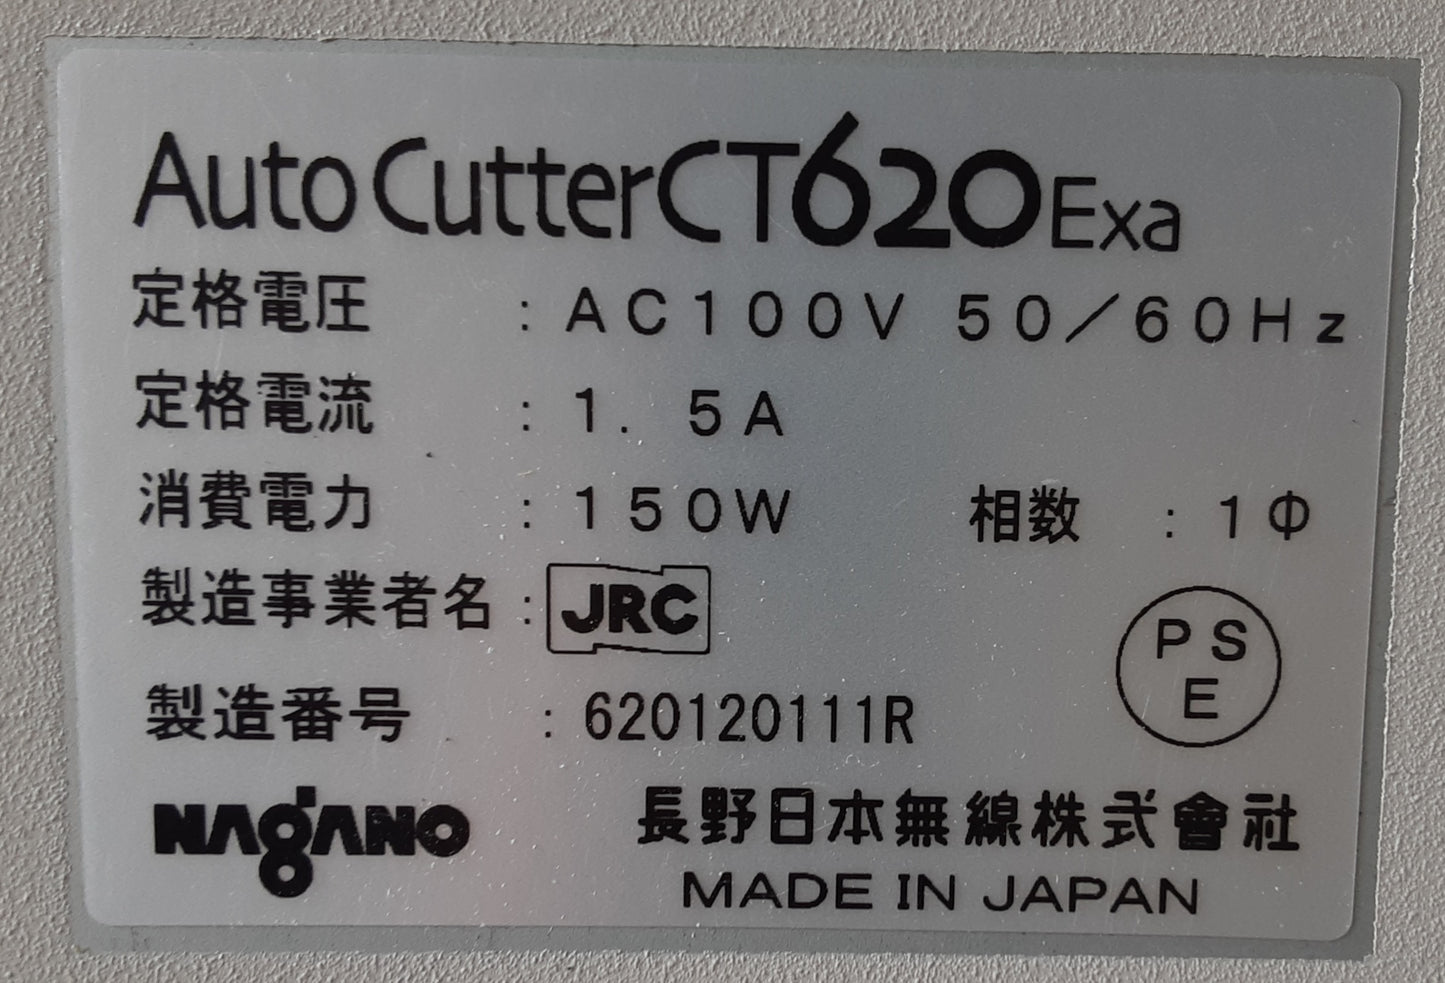 Auto Cutter CT620 Exa
定格電圧 : AC100V 50/60Hz
定格電流 : 1.5A
消費電力 : 150W 相数 : 1Φ
製造事業者名 : JRC
P S
E
製造番号 : 620120111R
NAgANO 長野日本無線株式會社
MADE IN JAPAN